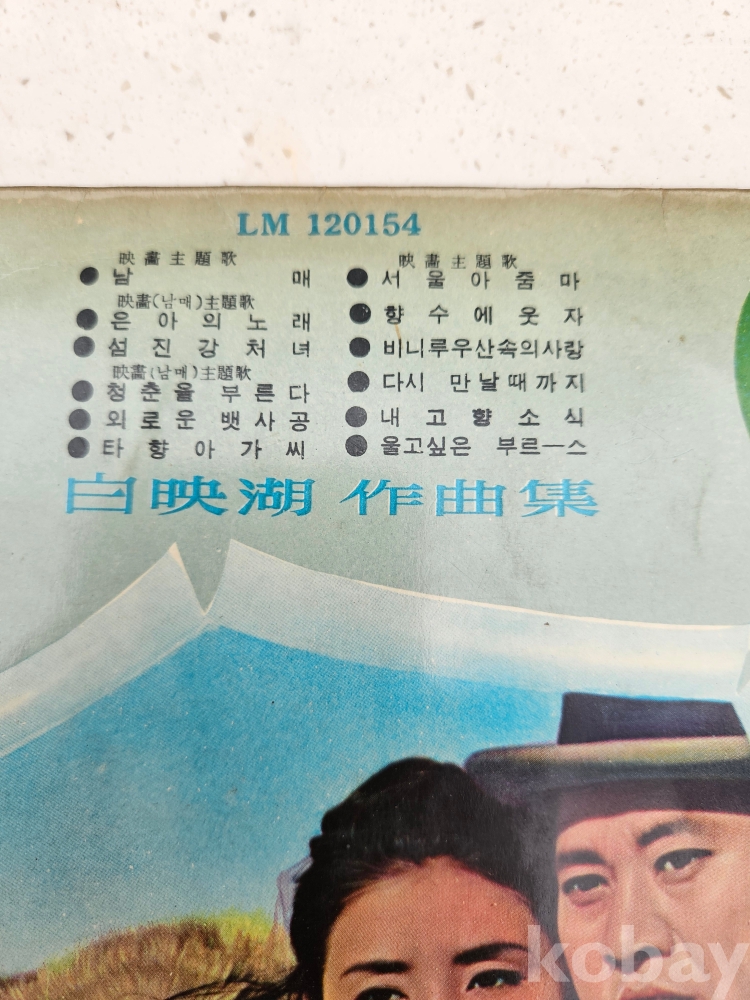 LM 120154
映畵主題歌
● 남매
映畵(남매)主題歌
● 은아의노래
● 섬진강처녀
映畵(남매)主題歌
● 청춘을 부른다
● 외로운 뱃사공
● 타향아가씨
映畵主題歌
● 서울아줌마
● 향수에웃자
● 비니루우산속의사랑
● 다시 만날때까지
● 내고향소식
● 울고싶은 부르—스
白映湖 作曲集
kobay